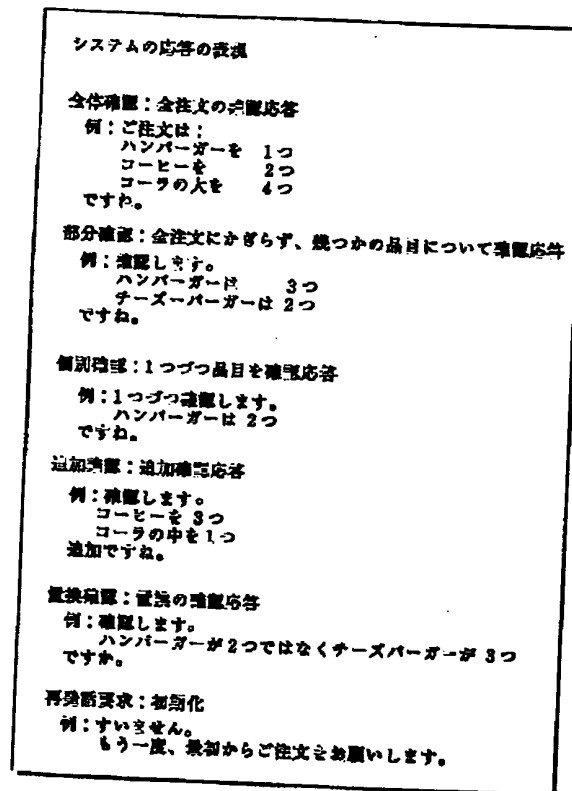 システムの応答の表現
全体確認：全注文の確認応答
例：ご注文は：
ハンバーガーを　1つ
コーヒーを　2つ
コーラの大を　4つ
ですね。
部分確認：全注文にかぎらず、幾つかの品目について確認応答
例：確認します。
ハンバーガーは　3つ
チーズーバーガーは 2つ
ですね。
個別確認：1つづつ品目を確認応答
例：1つづつ確認します。
ハンバーガーは 2つ
ですね。
追加確認：追加確認応答
例：確認します。
コーヒーを 3つ
コーラの中を1つ
追加ですね。
置換確認：置換の確認応答
例：確認します。
ハンバーガーが2つではなくチーズバーガーが 3つ
ですか。
再発話要求：初期化
例：すいません。
もう一度、最初からご注文をお願いします。